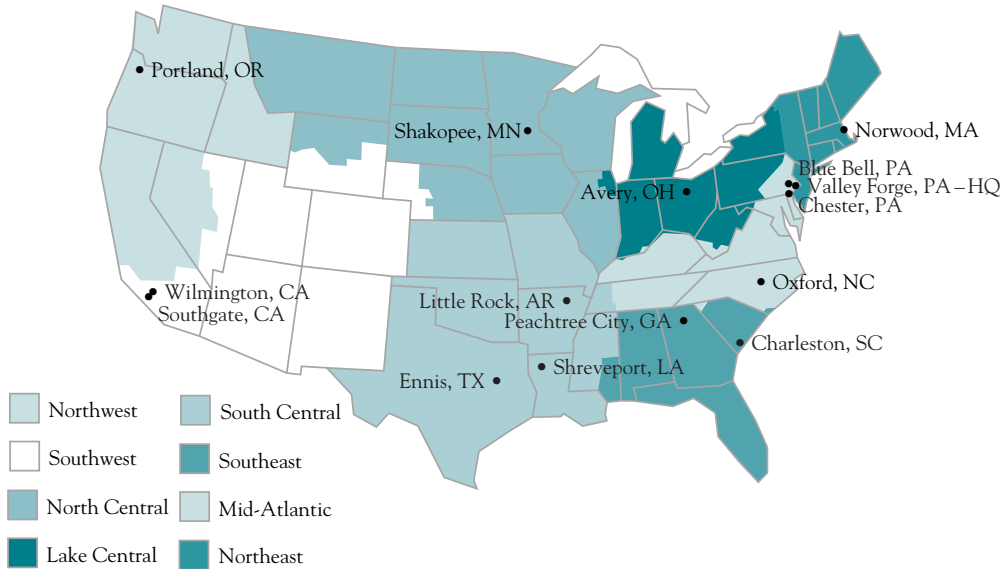 Portland, OR
Shakopee, MN
Norwood, MA
Blue Bell, PA
Avery, OH
Valley Forge, PA–HQ
Chester, PA
Oxford, NC
Wilmington, CA
Little Rock, AR
Southgate, CA
Peachtree City, GA
Charleston, SC
Shreveport, LA
Ennis, TX
Northwest
South Central
Southwest
Southeast
North Central
Mid-Atlantic
Lake Central
Northeast